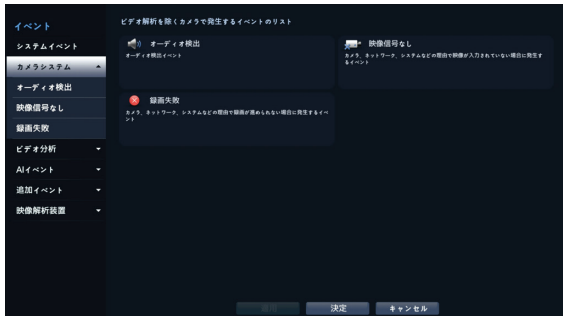 イベント
システムイベント
カメラシステム
オーディオ検出
映像信号なし
録画失敗
ビデオ分析
AIイベント
追加イベント
映像解析装置
ビデオ解析を除くカメラで発生するイベントのリスト
オーディオ検出
オーディオ検出イベント
映像信号なし
カメラ、ネットワーク、システムなどの理由で映像が入力されていない場合に発生す
るイベント
録画失敗
カメラ、ネットワーク、システムなどの理由で録画が進められない場合に発生するイベ
ント
適用
決定
キャンセル